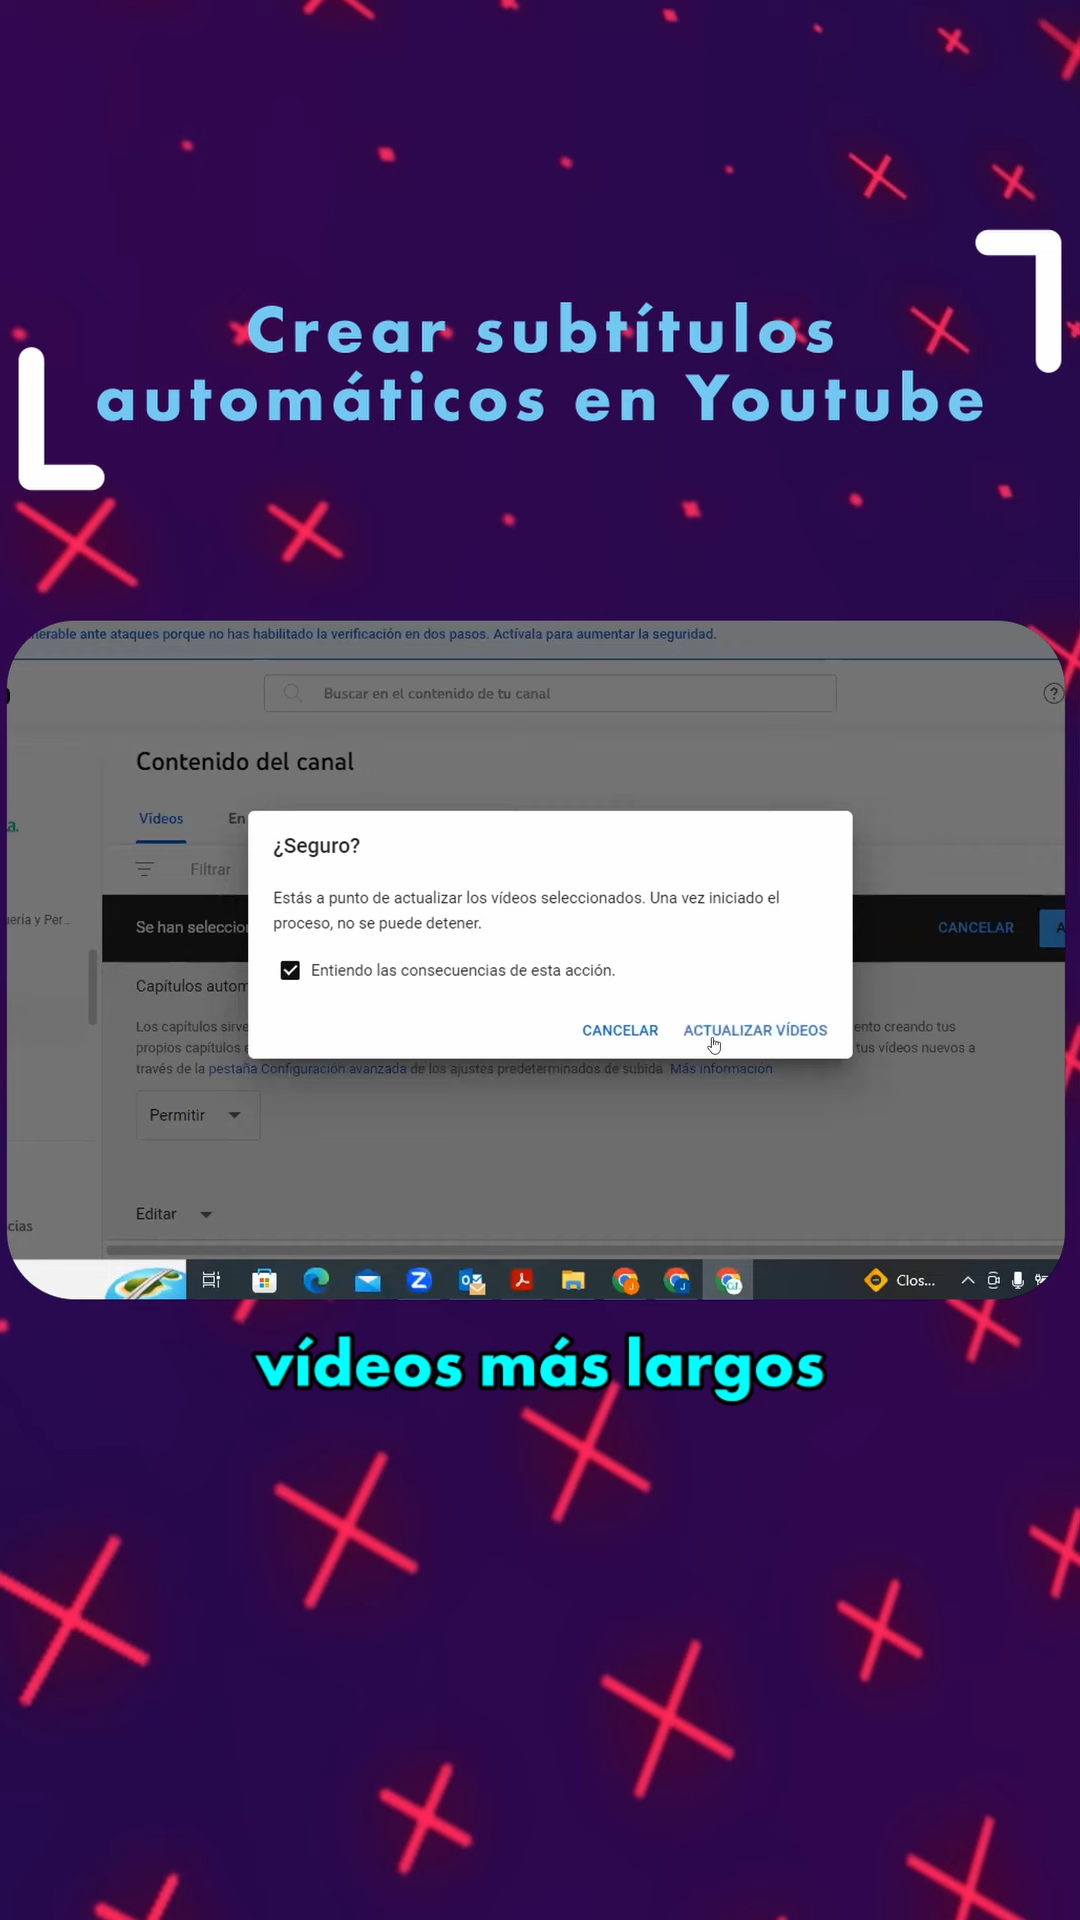 Crear subtítulos
automáticos en Youtube
nerable ante ataques porque no has habilitado la verificación en dos pasos. Actívala para aumentar la seguridad.
Buscar en el contenido de tu canal
Contenido del canal
a.
Vídeos En
Filtrar
uería y Per...
Se han seleccio
CANCELAR A
¿Seguro?
Estás a punto de actualizar los vídeos seleccionados. Una vez iniciado el
proceso, no se puede detener.
Entiendo las consecuencias de esta acción.
CANCELAR ACTUALIZAR VÍDEOS
Capítulos autom
Los capítulos sirve ento creando tus
propios capítulos e tus vídeos nuevos a
través de la pestaña Configuración avanzada de los ajustes predeterminados de subida. Más información
Permitir
Editar
cias
Clos...
vídeos más largos